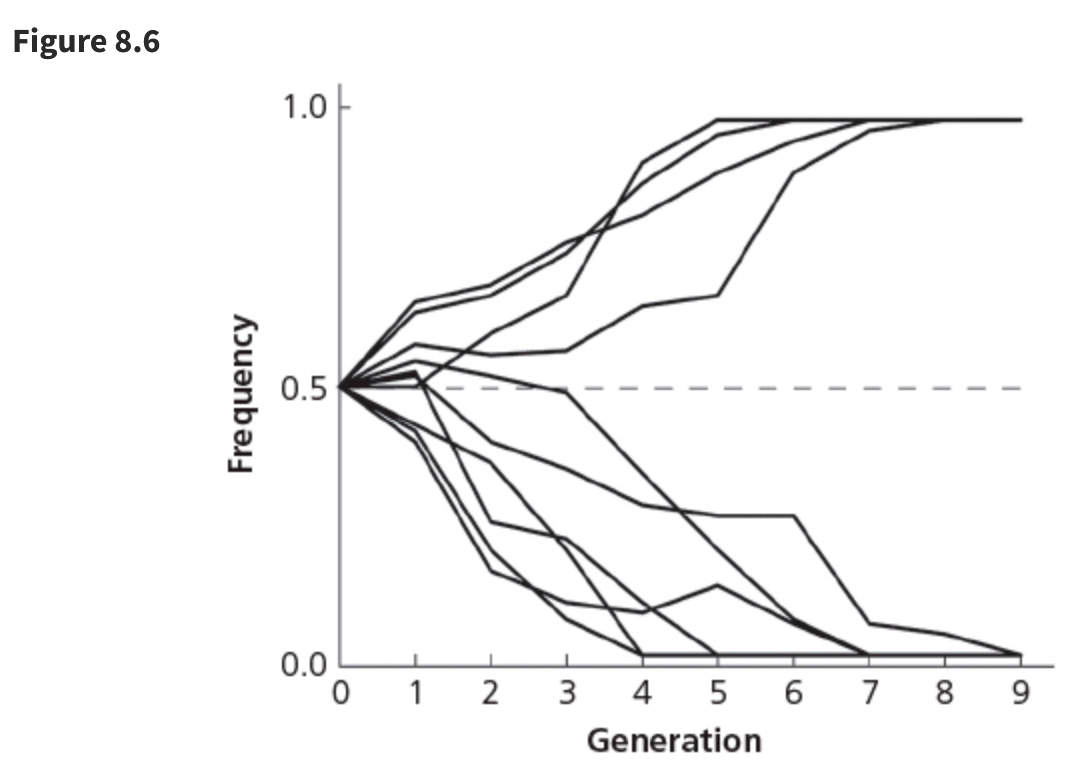 Figure 8.6
1.0
0.5
0.0
Frequency
0 1 2 3 4 5 6 7 8 9
Generation